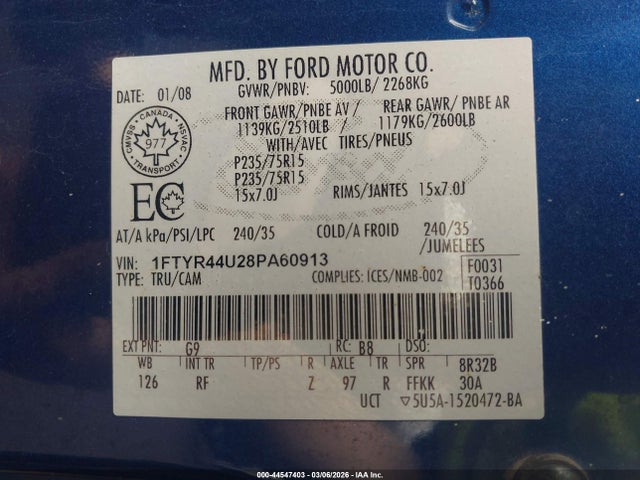 MFD. BY FORD MOTOR CO.
DATE: 01/08 GVWR/PNBV: 5000LB/ 2268KG
FRONT GAWR/PNBE AV / REAR GAWR/ PNBE AR
1139KG/2510LB / 1179KG/2600LB
WITH/AVEC TIRES/PNEUS
P235/75R15
P235/75R15
15x7.0J RIMS/JANTES 15x7.0J
CANADA
CMVSS NSVAC
977
TRANSPORT
EC
AT/A kPa/PSI/LPC 240/35 COLD/A FROID 240/35
/JUMELEES
VIN: 1FTYR44U28PA60913 F0031
TYPE: TRU/CAM COMPLIES: ICES/NMB-002 T0366
EXT PNT: G9 RC: B8 DSO:
WB INT TR TP/PS R AXLE TR SPR 8R32B
126 RF Z 97 R FFKK 30A
UCT ▽5U5A-1520472-BA
000-44547403 - 03/06/2026 - IAA Inc.